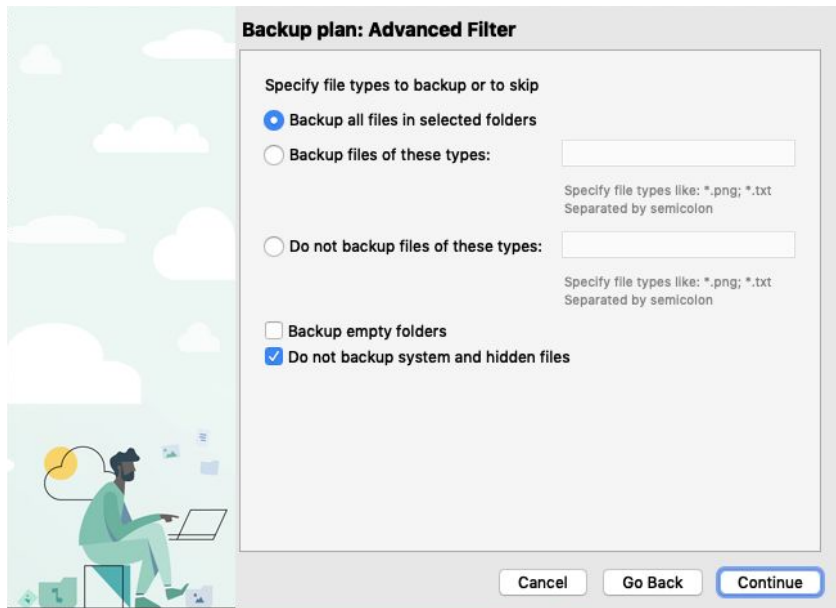 Backup plan: Advanced Filter
Specify file types to backup or to skip
Backup all files in selected folders
Backup files of these types:
Specify file types like: *.png; *.txt
Separated by semicolon
Do not backup files of these types:
Specify file types like: *.png; *.txt
Separated by semicolon
Backup empty folders
Do not backup system and hidden files
Cancel Go Back Continue